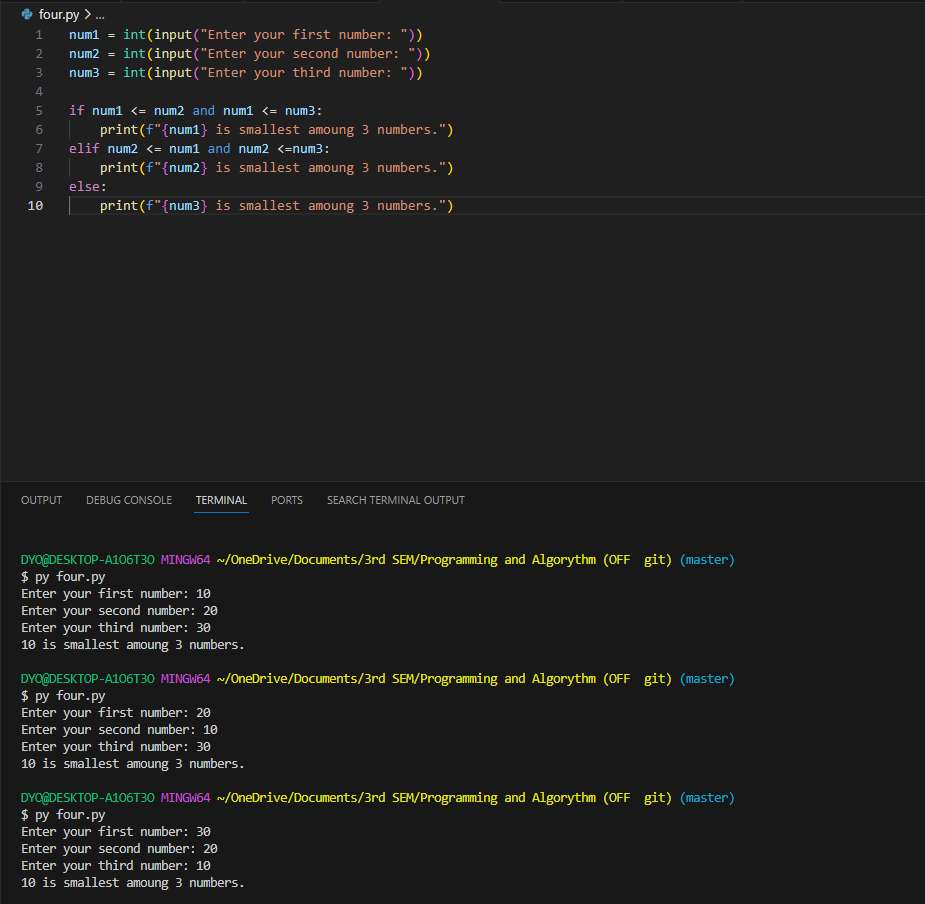 four.py > ...
1 num1 = int(input("Enter your first number: "))
2 num2 = int(input("Enter your second number: "))
3 num3 = int(input("Enter your third number: "))
4
5 if num1 <= num2 and num1 <= num3:
6     print(f"{num1} is smallest amoung 3 numbers.")
7 elif num2 <= num1 and num2 <=num3:
8     print(f"{num2} is smallest amoung 3 numbers.")
9 else:
10     print(f"{num3} is smallest amoung 3 numbers.")
OUTPUT DEBUG CONSOLE TERMINAL PORTS SEARCH TERMINAL OUTPUT
DYO@DESKTOP-A1O6T3O MINGW64 ~/OneDrive/Documents/3rd SEM/Programming and Algorythm (OFF  git) (master)
$ py four.py
Enter your first number: 10
Enter your second number: 20
Enter your third number: 30
10 is smallest amoung 3 numbers.
DYO@DESKTOP-A1O6T3O MINGW64 ~/OneDrive/Documents/3rd SEM/Programming and Algorythm (OFF  git) (master)
$ py four.py
Enter your first number: 20
Enter your second number: 10
Enter your third number: 30
10 is smallest amoung 3 numbers.
DYO@DESKTOP-A1O6T3O MINGW64 ~/OneDrive/Documents/3rd SEM/Programming and Algorythm (OFF  git) (master)
$ py four.py
Enter your first number: 30
Enter your second number: 20
Enter your third number: 10
10 is smallest amoung 3 numbers.